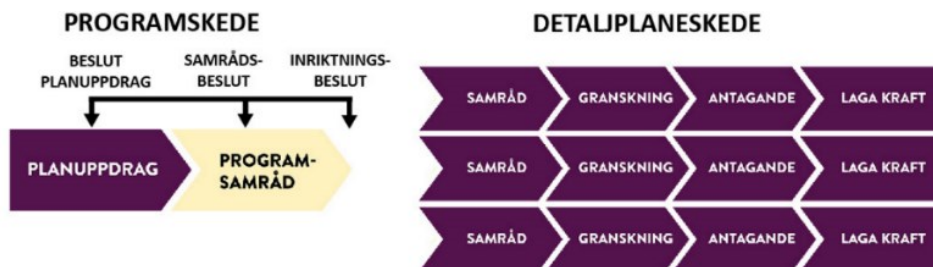 PROGRAMSKEDE
DETALJPLANESKEDE
BESLUT
PLANUPPDRAG
SAMRÅDS-
BESLUT
INRIKTNINGS-
BESLUT
PLANUPPDRAG
PROGRAM-
SAMRÅD
SAMRÅD GRANSKNING ANTAGANDE LAGA KRAFT
SAMRÅD GRANSKNING ANTAGANDE LAGA KRAFT
SAMRÅD GRANSKNING ANTAGANDE LAGA KRAFT